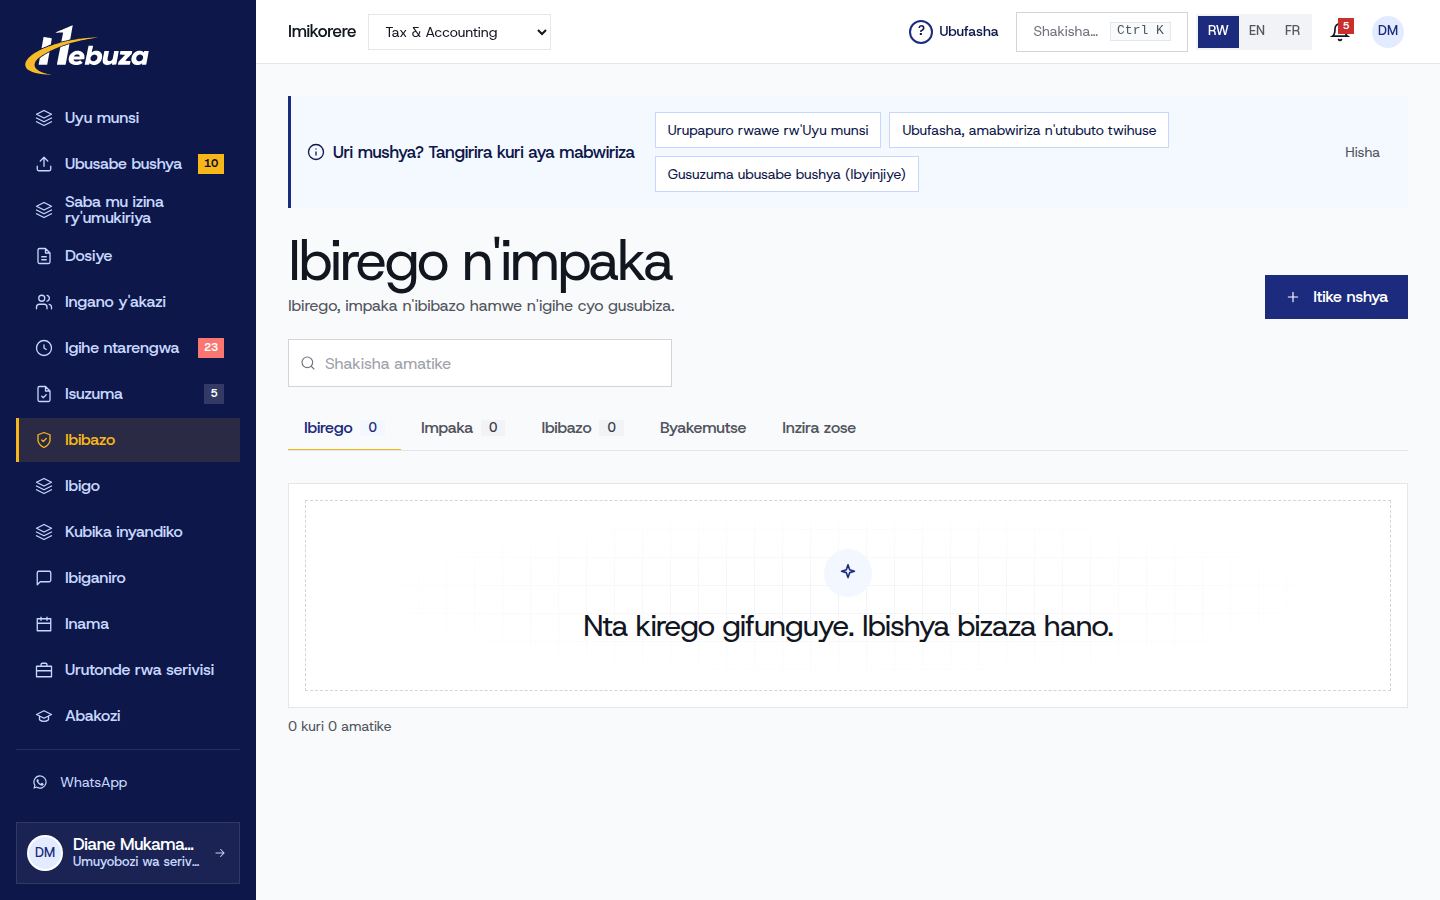 Hebuza
Uyu munsi
Ubusabe bushya 10
Saba mu izina
ry'umukiriya
Dosiye
Ingano y'akazi
Igihe ntarengwa 23
Isuzuma 5
Ibibazo
Ibigo
Kubika inyandiko
Ibiganiro
Inama
Urutonde rwa serivisi
Abakozi
WhatsApp
DM Diane Mukama...
Umuyobozi wa seriv...
Imikorere Tax & Accounting ? Ubufasha Shakisha... Ctrl K RW EN FR 5 DM
Uri mushya? Tangirira kuri aya mabwiriza
Urupapuro rwawe rw'Uyu munsi Ubufasha, amabwiriza n'utubuto twihuse
Gusuzuma ubusabe bushya (Ibyinjiye)
Hisha
Ibirego n'impaka
Ibirego, impaka n'ibibazo hamwe n'igihe cyo gusubiza.
+ Itike nshya
Shakisha amatike
Ibirego 0 Impaka 0 Ibibazo 0 Byakemutse Inzira zose
Nta kirego gifunguye. Ibishya bizaza hano.
0 kuri 0 amatike